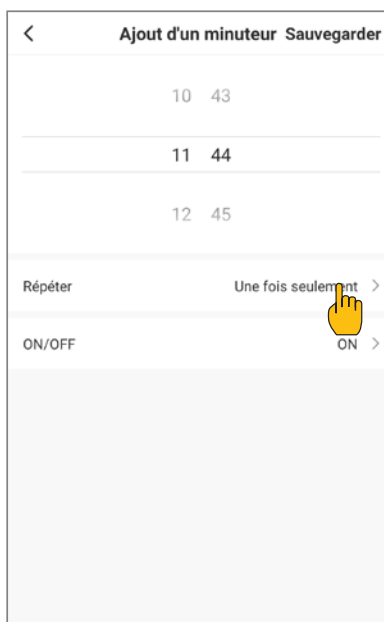 Ajout d'un minuteur Sauvegarder
10 43
11 44
12 45
Répéter Une fois seulement
ON/OFF ON